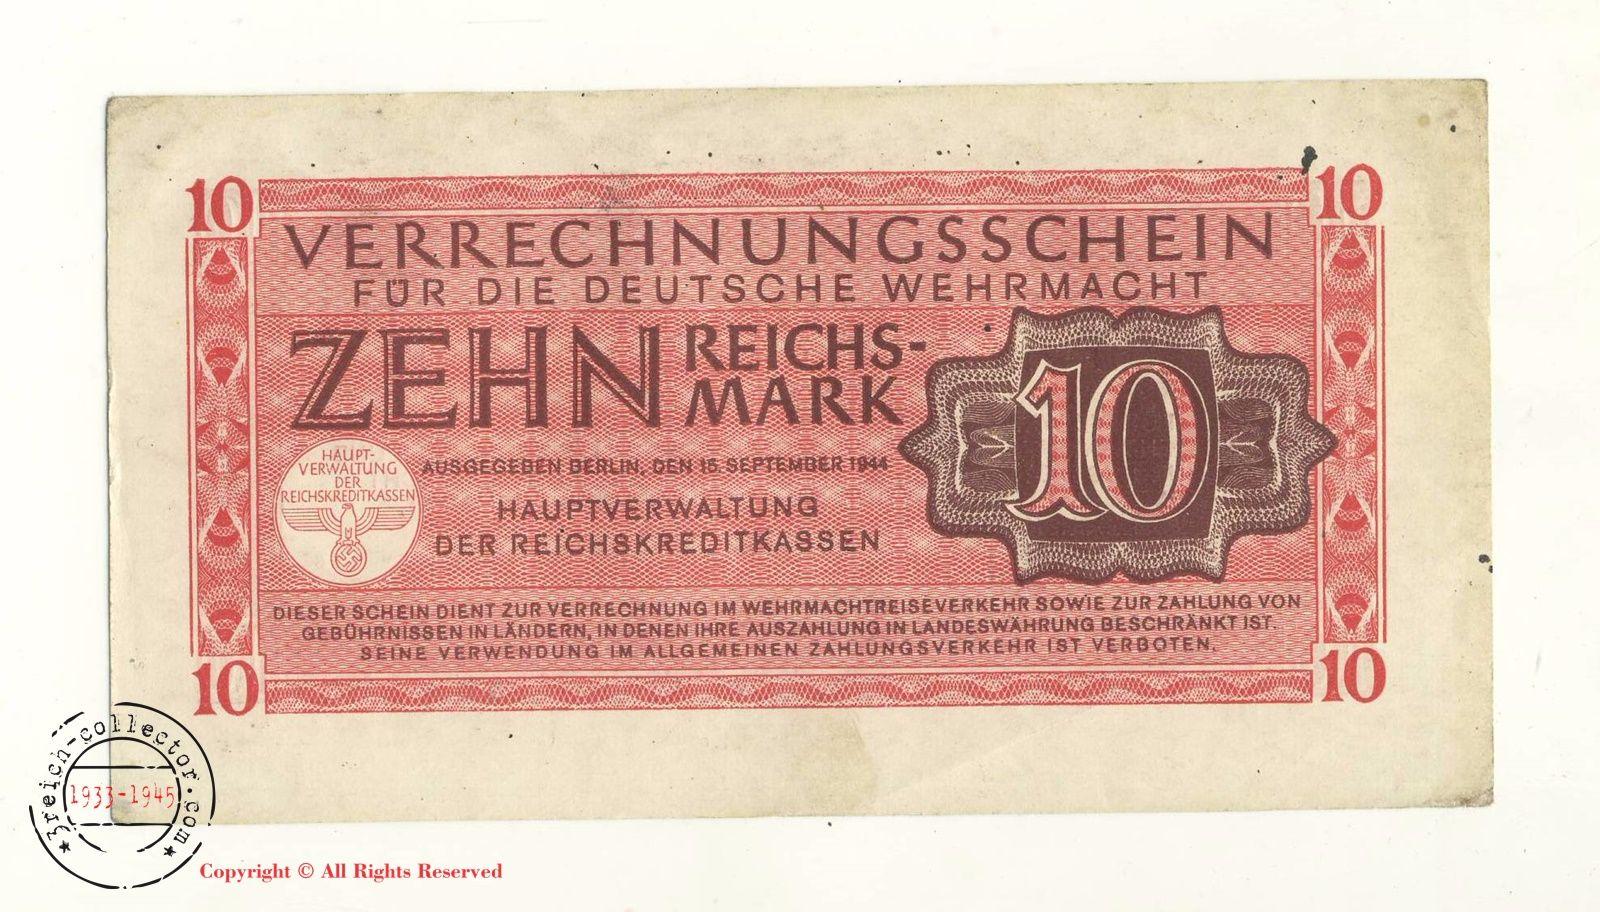 10 10
VERRECHNUNGSSCHEIN
FÜR DIE DEUTSCHE WEHRMACHT
ZEHN REICHS-
MARK
10
HAUPT-
VERWALTUNG
DER
REICHSKREDITKASSEN
AUSGEGEBEN BERLIN, DEN 15. SEPTEMBER 1944
HAUPTVERWALTUNG
DER REICHSKREDITKASSEN
DIESER SCHEIN DIENT ZUR VERRECHNUNG IM WEHRMACHTREISEVERKEHR SOWIE ZUR ZAHLUNG VON
GEBÜHRNISSEN IN LÄNDERN, IN DENEN IHRE AUSZAHLUNG IN LANDESWÄHRUNG BESCHRÄNKT IST.
SEINE VERWENDUNG IM ALLGEMEINEN ZAHLUNGSVERKEHR IST VERBOTEN.
10 10
3reich-collector.com
1933-1945
Copyright © All Rights Reserved